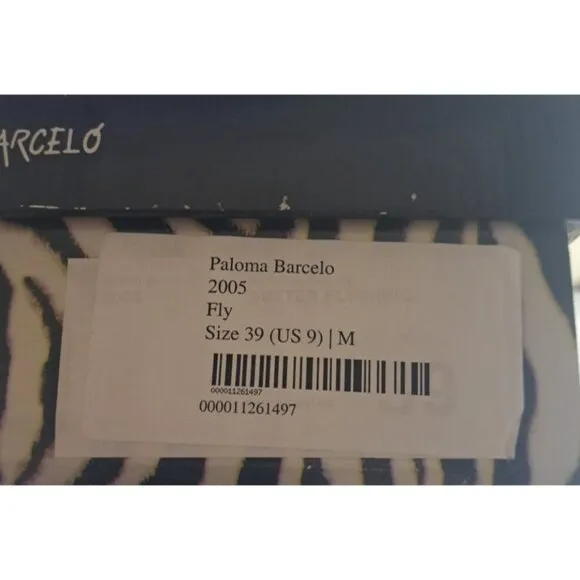 ARCELÓ
Paloma Barcelo
2005
Fly
Size 39 (US 9) | M
000011261497
000011261497